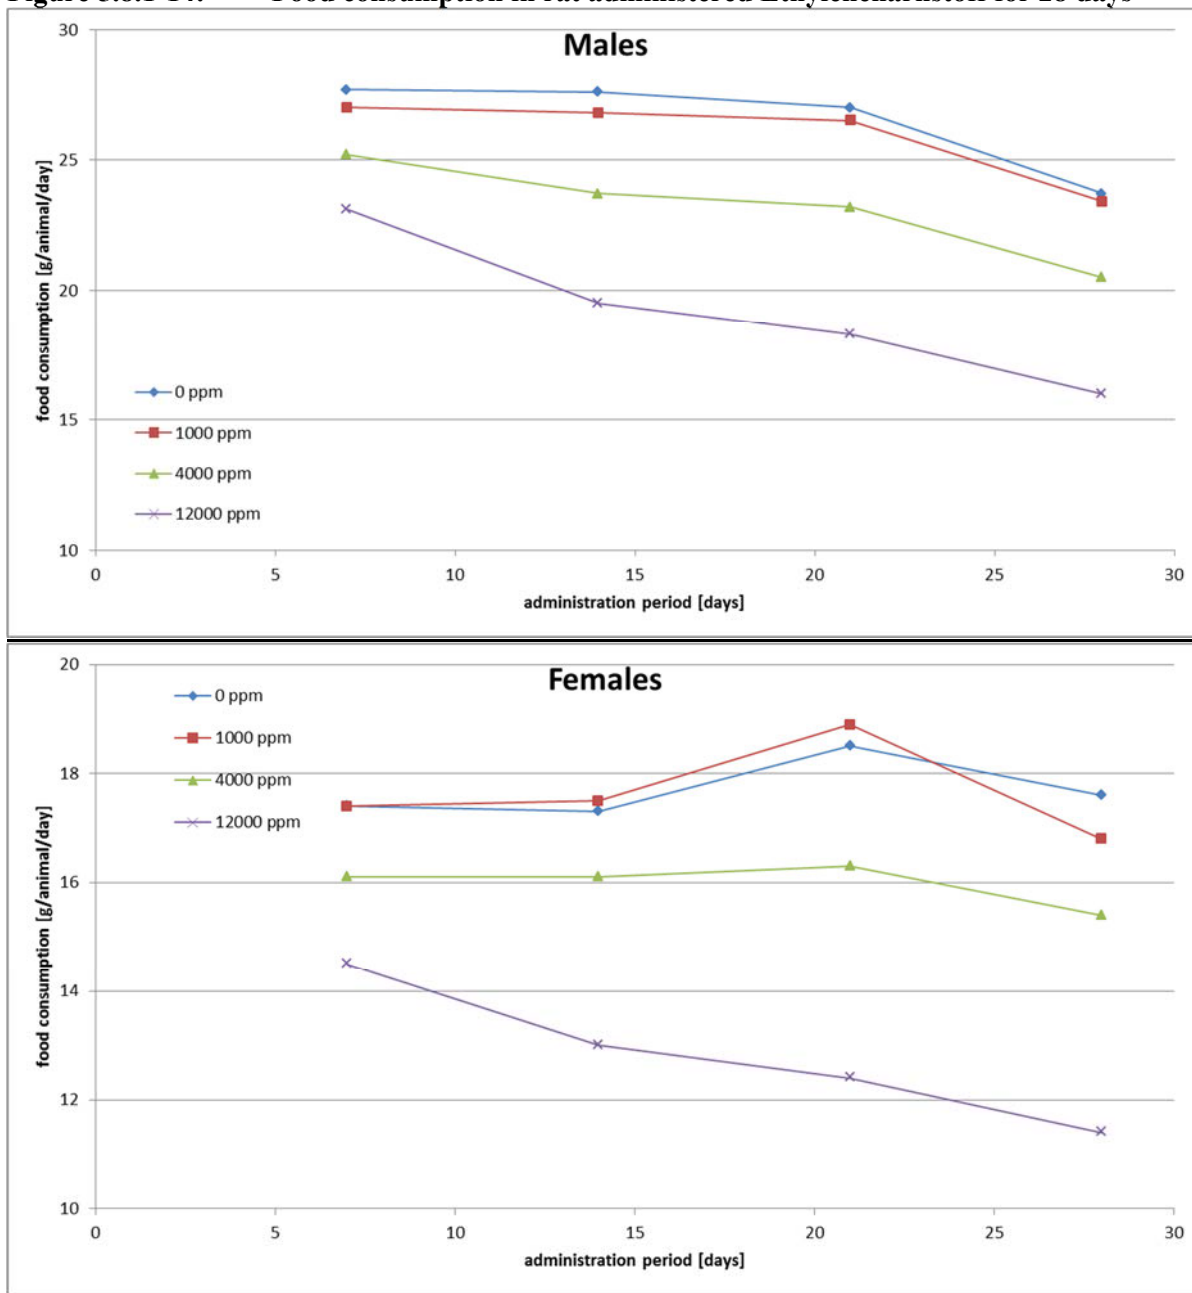 Males
30
25
20
15
10
food consumption [g/animal/day]
0 ppm
1000 ppm
4000 ppm
12000 ppm
0 5 10 15 20 25 30
administration period [days]
Females
20
18
16
14
12
10
food consumption [g/animal/day]
0 ppm
1000 ppm
4000 ppm
12000 ppm
0 5 10 15 20 25 30
administration period [days]